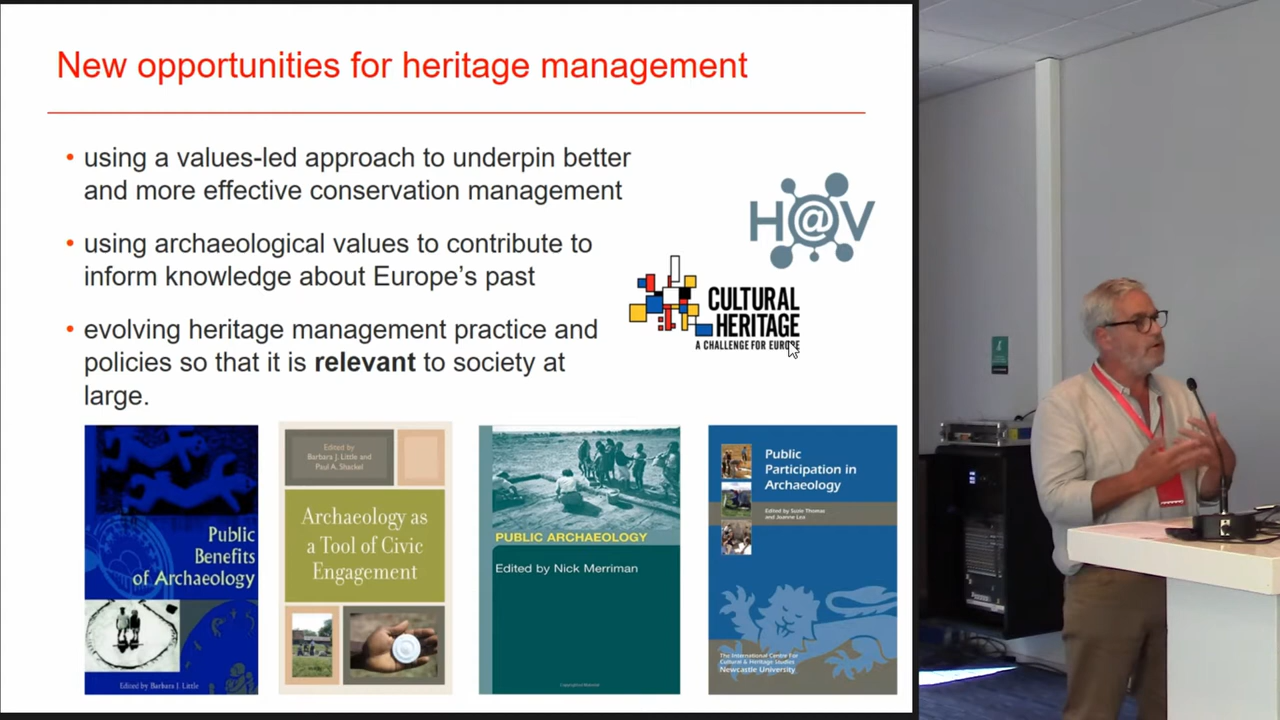 New opportunities for heritage management
• using a values-led approach to underpin better
and more effective conservation management
• using archaeological values to contribute to
inform knowledge about Europe's past
• evolving heritage management practice and
policies so that it is relevant to society at
large.
H@V
CULTURAL
HERITAGE
A CHALLENGE FOR EUROPE
Public
Benefits
of Archaeology
Edited by Barbara J. Little
Edited by
Barbara J. Little and
Paul A. Shackel
Archaeology as
a Tool of Civic
Engagement
PUBLIC ARCHAEOLOGY
Edited by Nick Merriman
Public
Participation in
Archaeology
Edited by Suzie Thomas
and Joanne Lea
The International Centre For
Cultural & Heritage Studies
Newcastle University